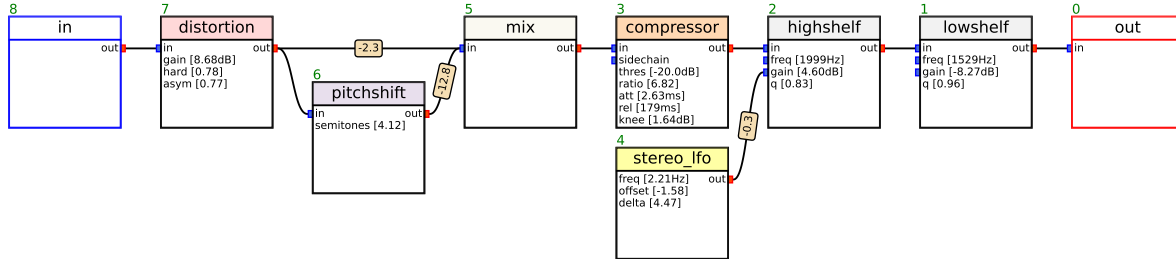 8
in
out
7
distortion
in out
gain [8.68dB]
hard [0.78]
asym [0.77]
-2.3
6
pitchshift
in out
semitones [4.12]
-12.8
5
mix
in out
3
compressor
in out
sidechain
thres [-20.0dB]
ratio [6.82]
att [2.63ms]
rel [179ms]
knee [1.64dB]
4
stereo_lfo
freq [2.21Hz] out
offset [-1.58]
delta [4.47]
-0.3
2
highshelf
in out
freq [1999Hz]
gain [4.60dB]
q [0.83]
1
lowshelf
in out
freq [1529Hz]
gain [-8.27dB]
q [0.96]
0
out
in